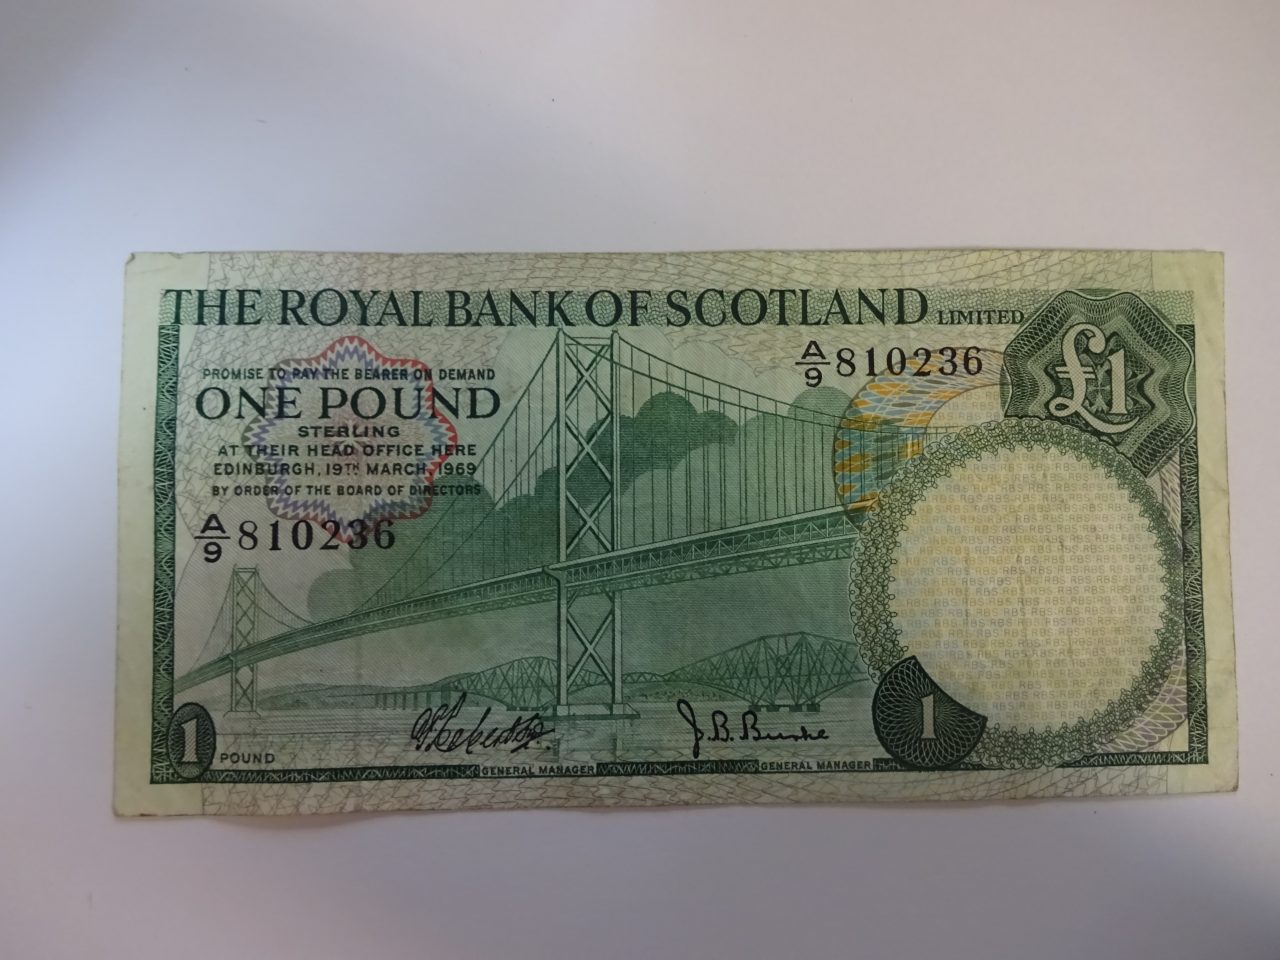 THE ROYAL BANK OF SCOTLAND LIMITED
£1
A/9 810236
PROMISE TO PAY THE BEARER ON DEMAND
ONE POUND
STERLING
AT THEIR HEAD OFFICE HERE
EDINBURGH, 19TH MARCH, 1969
BY ORDER OF THE BOARD OF DIRECTORS
A/9 810236
J. B. Burke
1 POUND
GENERAL MANAGER
GENERAL MANAGER
1